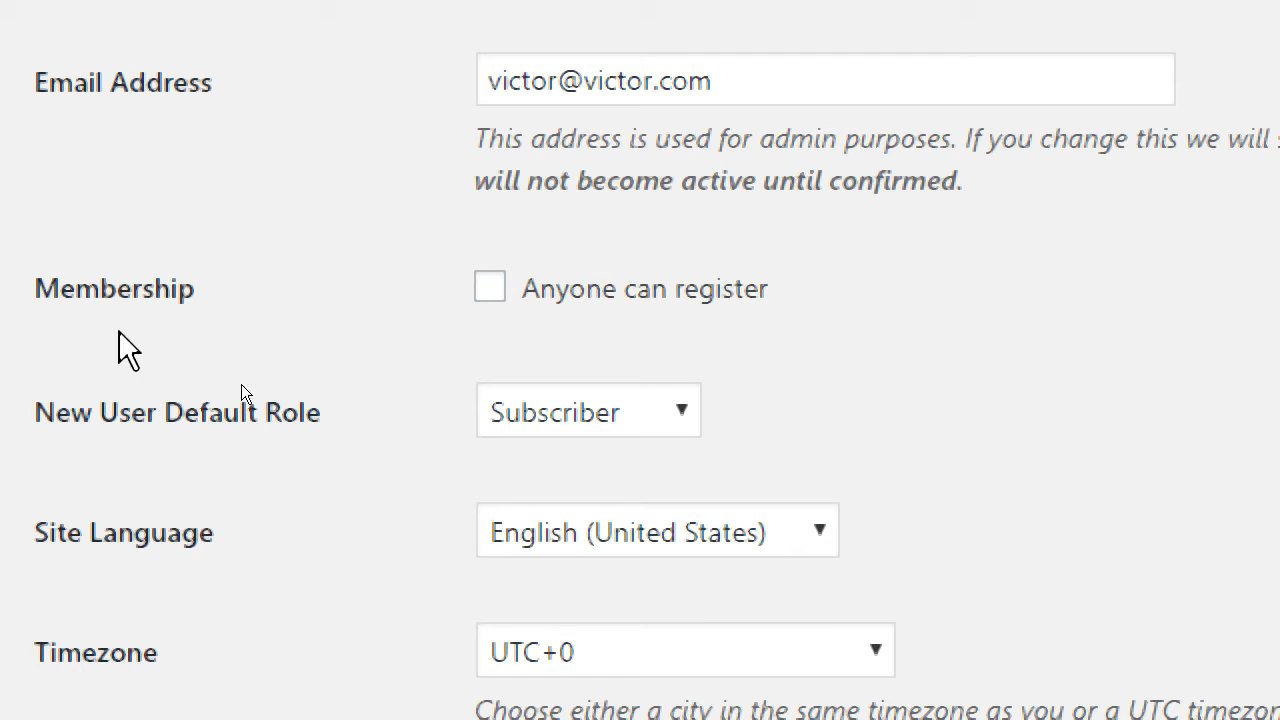 Email Address
victor@victor.com
This address is used for admin purposes. If you change this we will
will not become active until confirmed.
Membership
Anyone can register
New User Default Role
Subscriber
Site Language
English (United States)
Timezone
UTC+0
Choose either a city in the same timezone as you or a UTC